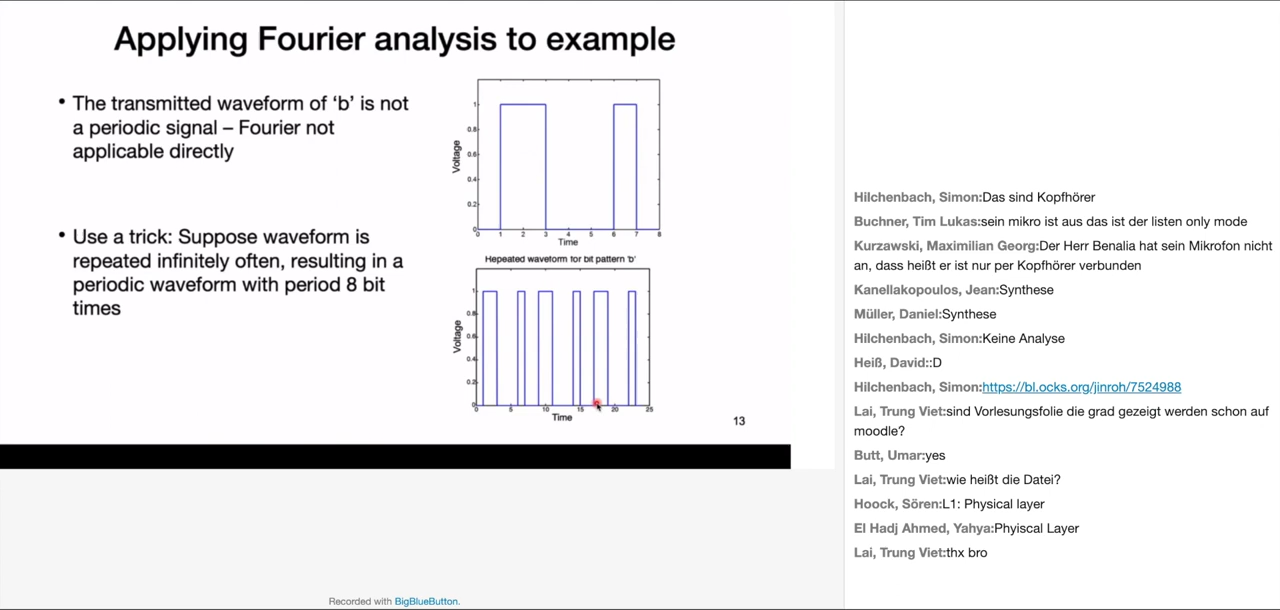 Applying Fourier analysis to example
• The transmitted waveform of ‘b’ is not
a periodic signal – Fourier not
applicable directly
• Use a trick: Suppose waveform is
repeated infinitely often, resulting in a
periodic waveform with period 8 bit
times
Voltage
1
0.8
0.6
0.4
0.2
0
0 1 2 3 4 5 6 7 8
Time
Repeated waveform for bit pattern 'b'
Voltage
1
0.8
0.6
0.4
0.2
0
0 5 10 15 20 25
Time
13
Recorded with BigBlueButton.
Hilchenbach, Simon:Das sind Kopfhörer
Buchner, Tim Lukas:sein mikro ist aus das ist der listen only mode
Kurzawski, Maximilian Georg:Der Herr Benalia hat sein Mikrofon nicht
an, dass heißt er ist nur per Kopfhörer verbunden
Kanellakopoulos, Jean:Synthese
Müller, Daniel:Synthese
Hilchenbach, Simon:Keine Analyse
Heiß, David::D
Hilchenbach, Simon:https://bl.ocks.org/jinroh/7524988
Lai, Trung Viet:sind Vorlesungsfolie die grad gezeigt werden schon auf
moodle?
Butt, Umar:yes
Lai, Trung Viet:wie heißt die Datei?
Hoock, Sören:L1: Physical layer
El Hadj Ahmed, Yahya:Phyiscal Layer
Lai, Trung Viet:thx bro